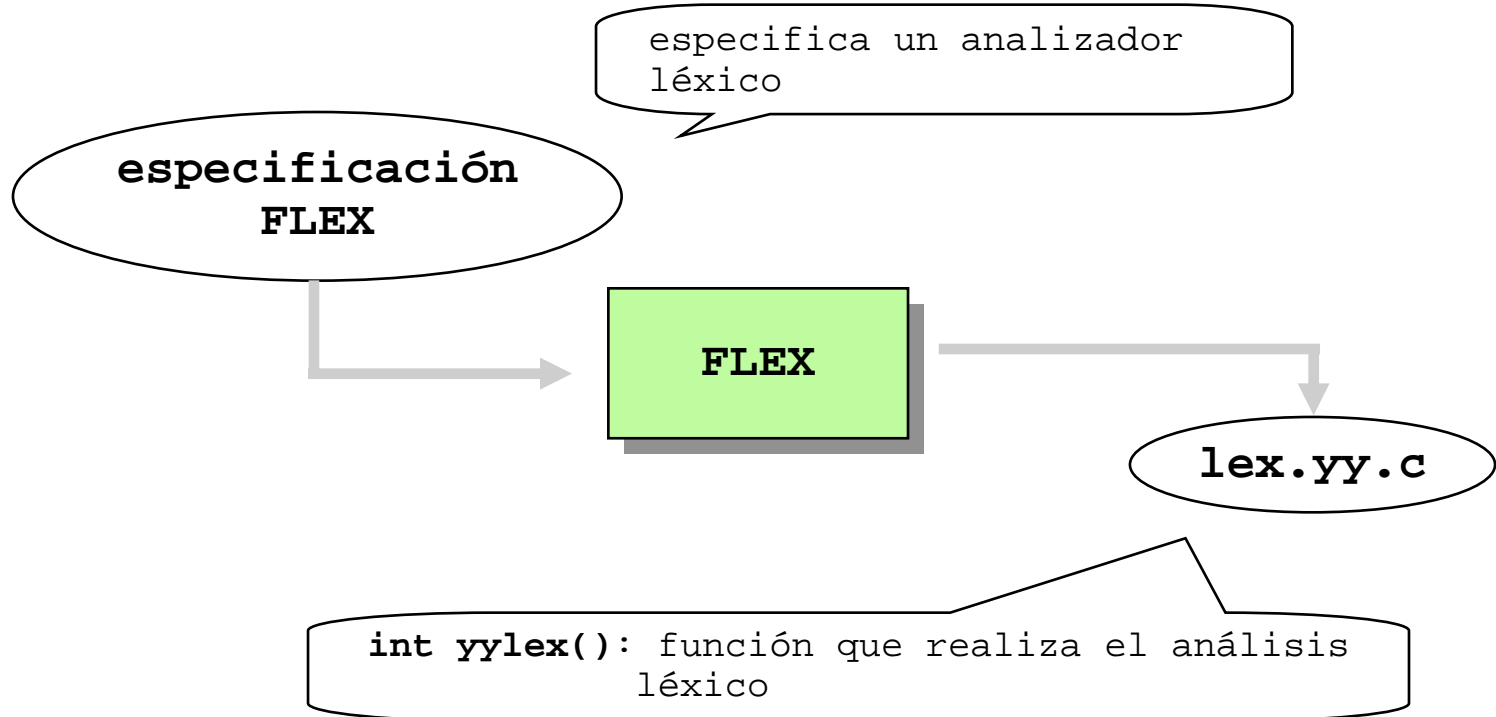 especifica un analizador
léxico
especificación
FLEX
FLEX
lex.yy.c
int yylex(): función que realiza el análisis
léxico